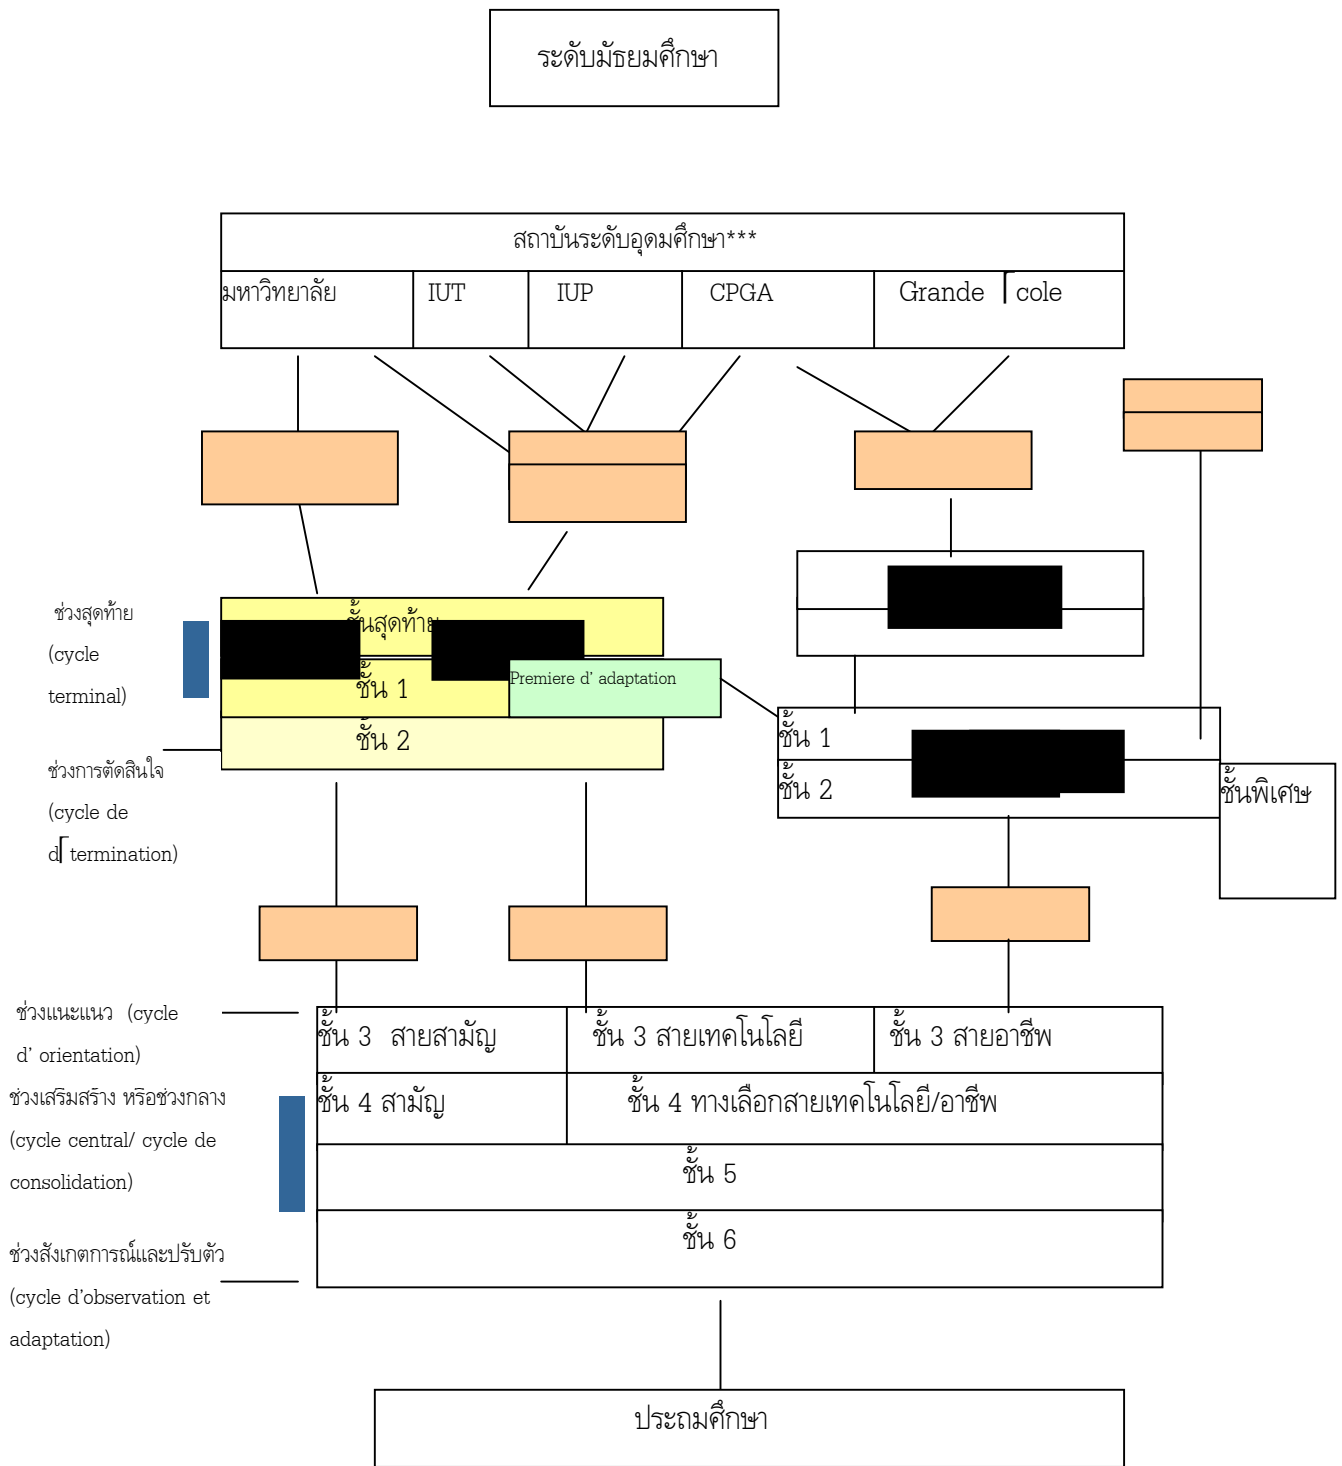 ระดับมัธยมศึกษา
สถาบันระดับอุดมศึกษา***
มหาวิทยาลัย IUT IUP CPGA Grande cole
ช่วงสุดท้าย
(cycle
terminal)
ชั้นสุดท้าย
ชั้น 1
Premiere d’ adaptation
ชั้น 2
ช่วงการตัดสินใจ
(cycle de
d termination)
ชั้น 1
ชั้น 2
ชั้นพิเศษ
ช่วงแนะแนว (cycle
d’ orientation)
ชั้น 3 สายสามัญ ชั้น 3 สายเทคโนโลยี ชั้น 3 สายอาชีพ
ช่วงเสริมสร้าง หรือช่วงกลาง
(cycle central/ cycle de
consolidation)
ชั้น 4 สามัญ ชั้น 4 ทางเลือกสายเทคโนโลยี/อาชีพ
ชั้น 5
ชั้น 6
ช่วงสังเกตการณ์และปรับตัว
(cycle d'observation et
adaptation)
ประถมศึกษา